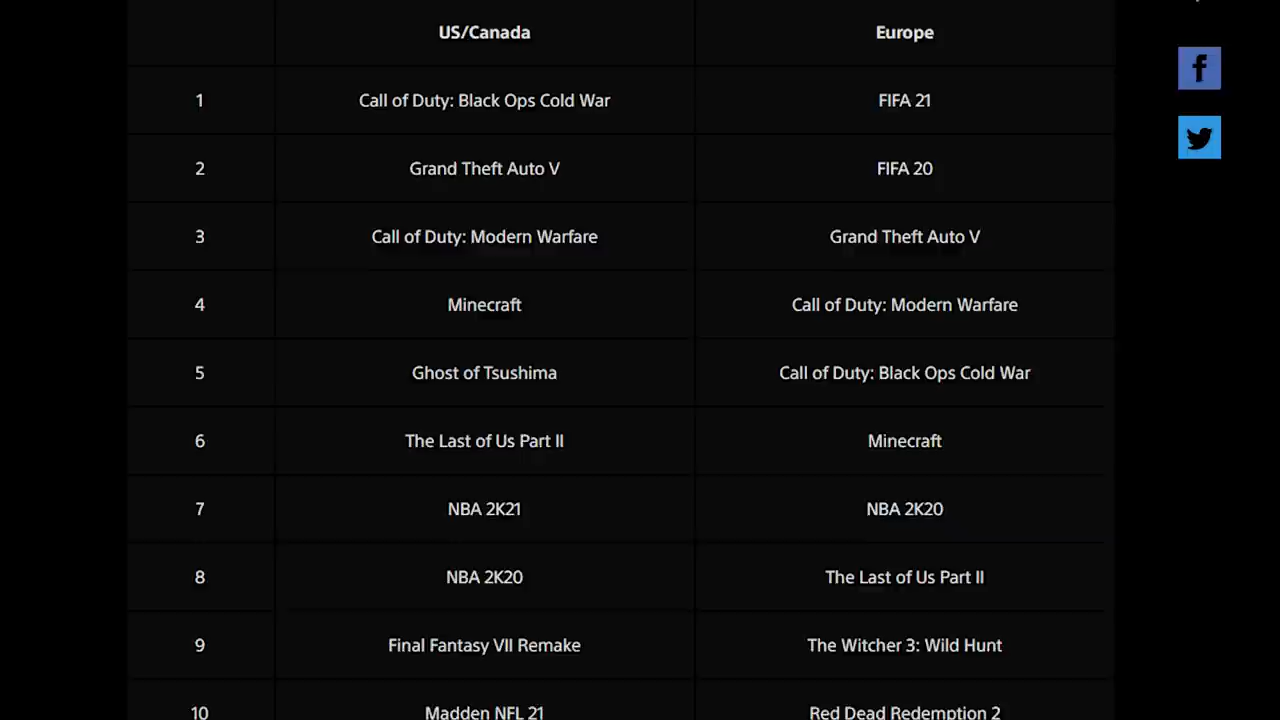 US/Canada Europe
1 Call of Duty: Black Ops Cold War FIFA 21
2 Grand Theft Auto V FIFA 20
3 Call of Duty: Modern Warfare Grand Theft Auto V
4 Minecraft Call of Duty: Modern Warfare
5 Ghost of Tsushima Call of Duty: Black Ops Cold War
6 The Last of Us Part II Minecraft
7 NBA 2K21 NBA 2K20
8 NBA 2K20 The Last of Us Part II
9 Final Fantasy VII Remake The Witcher 3: Wild Hunt
10 Madden NFL 21 Red Dead Redemption 2